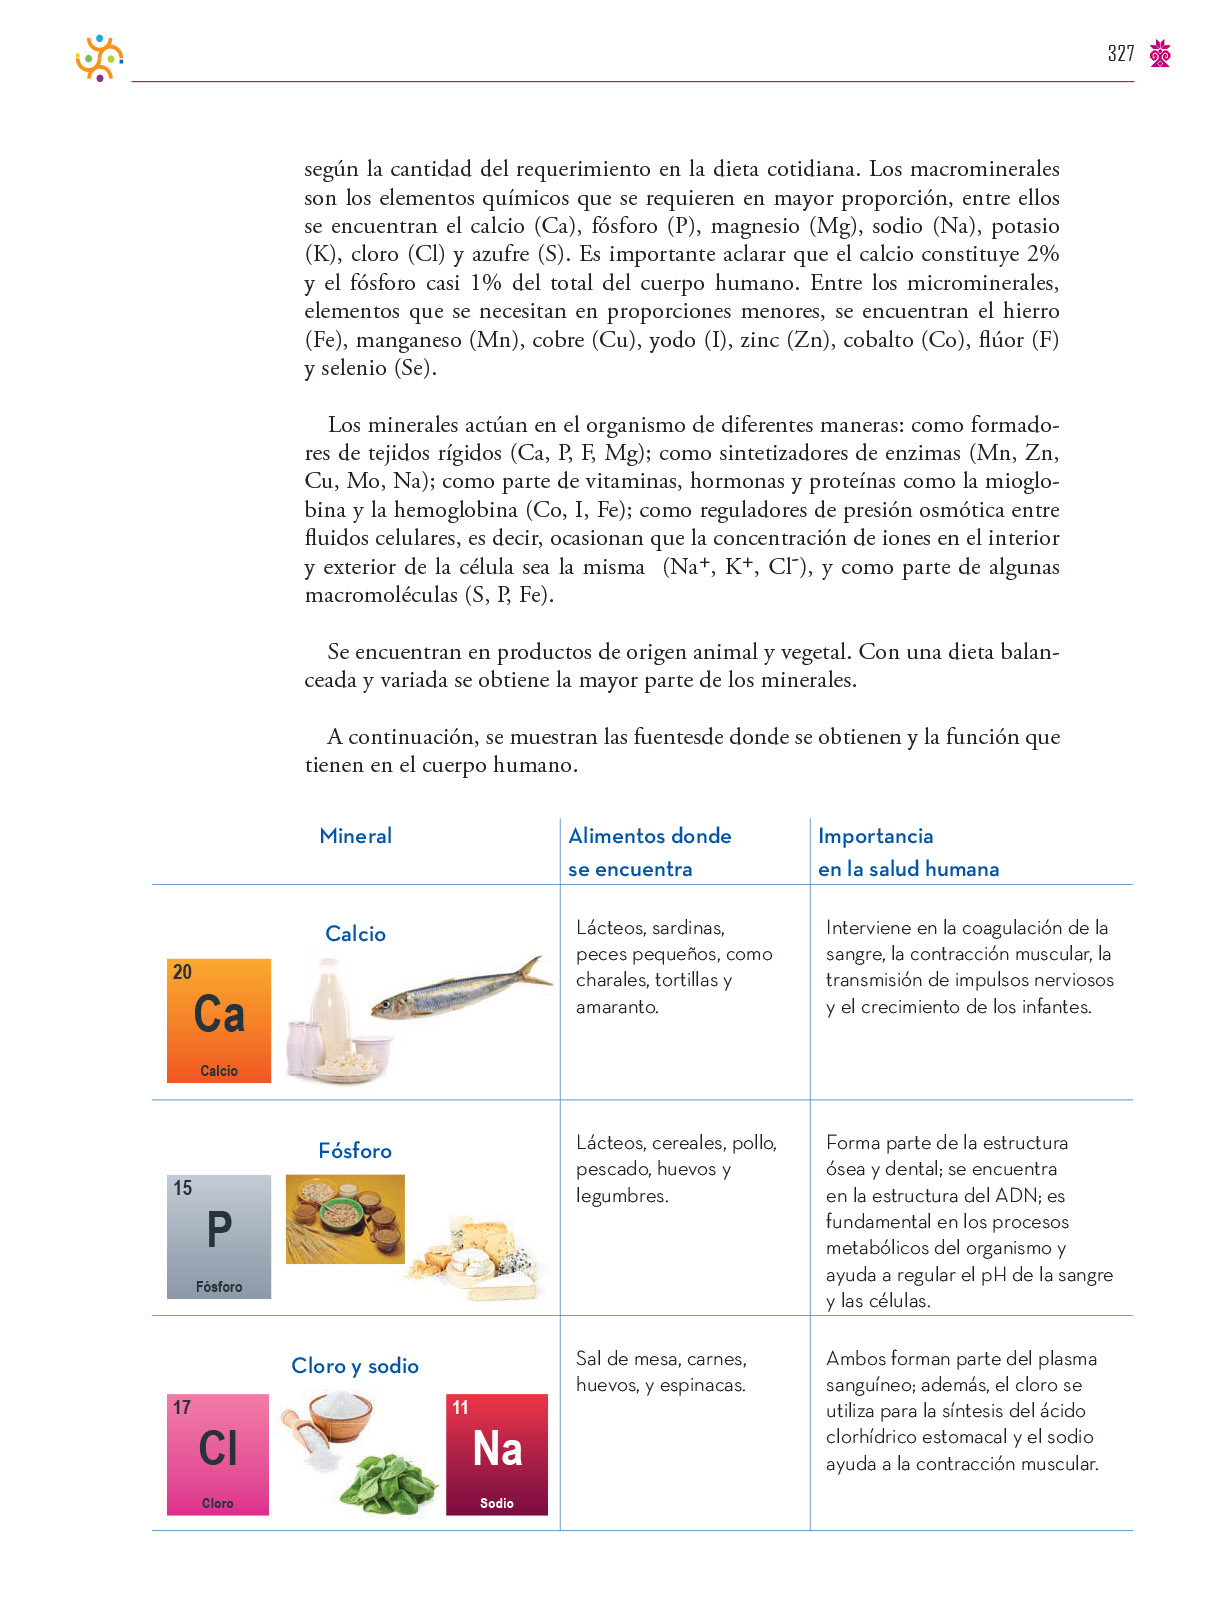 327
según la cantidad del requerimiento en la dieta cotidiana. Los macrominerales
son los elementos químicos que se requieren en mayor proporción, entre ellos
se encuentran el calcio (Ca), fósforo (P), magnesio (Mg), sodio (Na), potasio
(K), cloro (Cl) y azufre (S). Es importante aclarar que el calcio constituye 2%
y el fósforo casi 1% del total del cuerpo humano. Entre los microminerales,
elementos que se necesitan en proporciones menores, se encuentran el hierro
(Fe), manganeso (Mn), cobre (Cu), yodo (I), zinc (Zn), cobalto (Co), flúor (F)
y selenio (Se).
Los minerales actúan en el organismo de diferentes maneras: como formado-
res de tejidos rígidos (Ca, P, F, Mg); como sintetizadores de enzimas (Mn, Zn,
Cu, Mo, Na); como parte de vitaminas, hormonas y proteínas como la mioglo-
bina y la hemoglobina (Co, I, Fe); como reguladores de presión osmótica entre
fluidos celulares, es decir, ocasionan que la concentración de iones en el interior
y exterior de la célula sea la misma (Na⁺, K⁺, Cl⁻), y como parte de algunas
macromoléculas (S, P, Fe).
Se encuentran en productos de origen animal y vegetal. Con una dieta balan-
ceada y variada se obtiene la mayor parte de los minerales.
A continuación, se muestran las fuentesde donde se obtienen y la función que
tienen en el cuerpo humano.
Mineral
Alimentos donde
se encuentra
Importancia
en la salud humana
Calcio
20
Ca
Calcio
Lácteos, sardinas,
peces pequeños, como
charales, tortillas y
amaranto.
Interviene en la coagulación de la
sangre, la contracción muscular, la
transmisión de impulsos nerviosos
y el crecimiento de los infantes.
Fósforo
15
P
Fósforo
Lácteos, cereales, pollo,
pescado, huevos y
legumbres.
Forma parte de la estructura
ósea y dental; se encuentra
en la estructura del ADN; es
fundamental en los procesos
metabólicos del organismo y
ayuda a regular el pH de la sangre
y las células.
Cloro y sodio
17
Cl
Cloro
11
Na
Sodio
Sal de mesa, carnes,
huevos, y espinacas.
Ambos forman parte del plasma
sanguíneo; además, el cloro se
utiliza para la síntesis del ácido
clorhídrico estomacal y el sodio
ayuda a la contracción muscular.